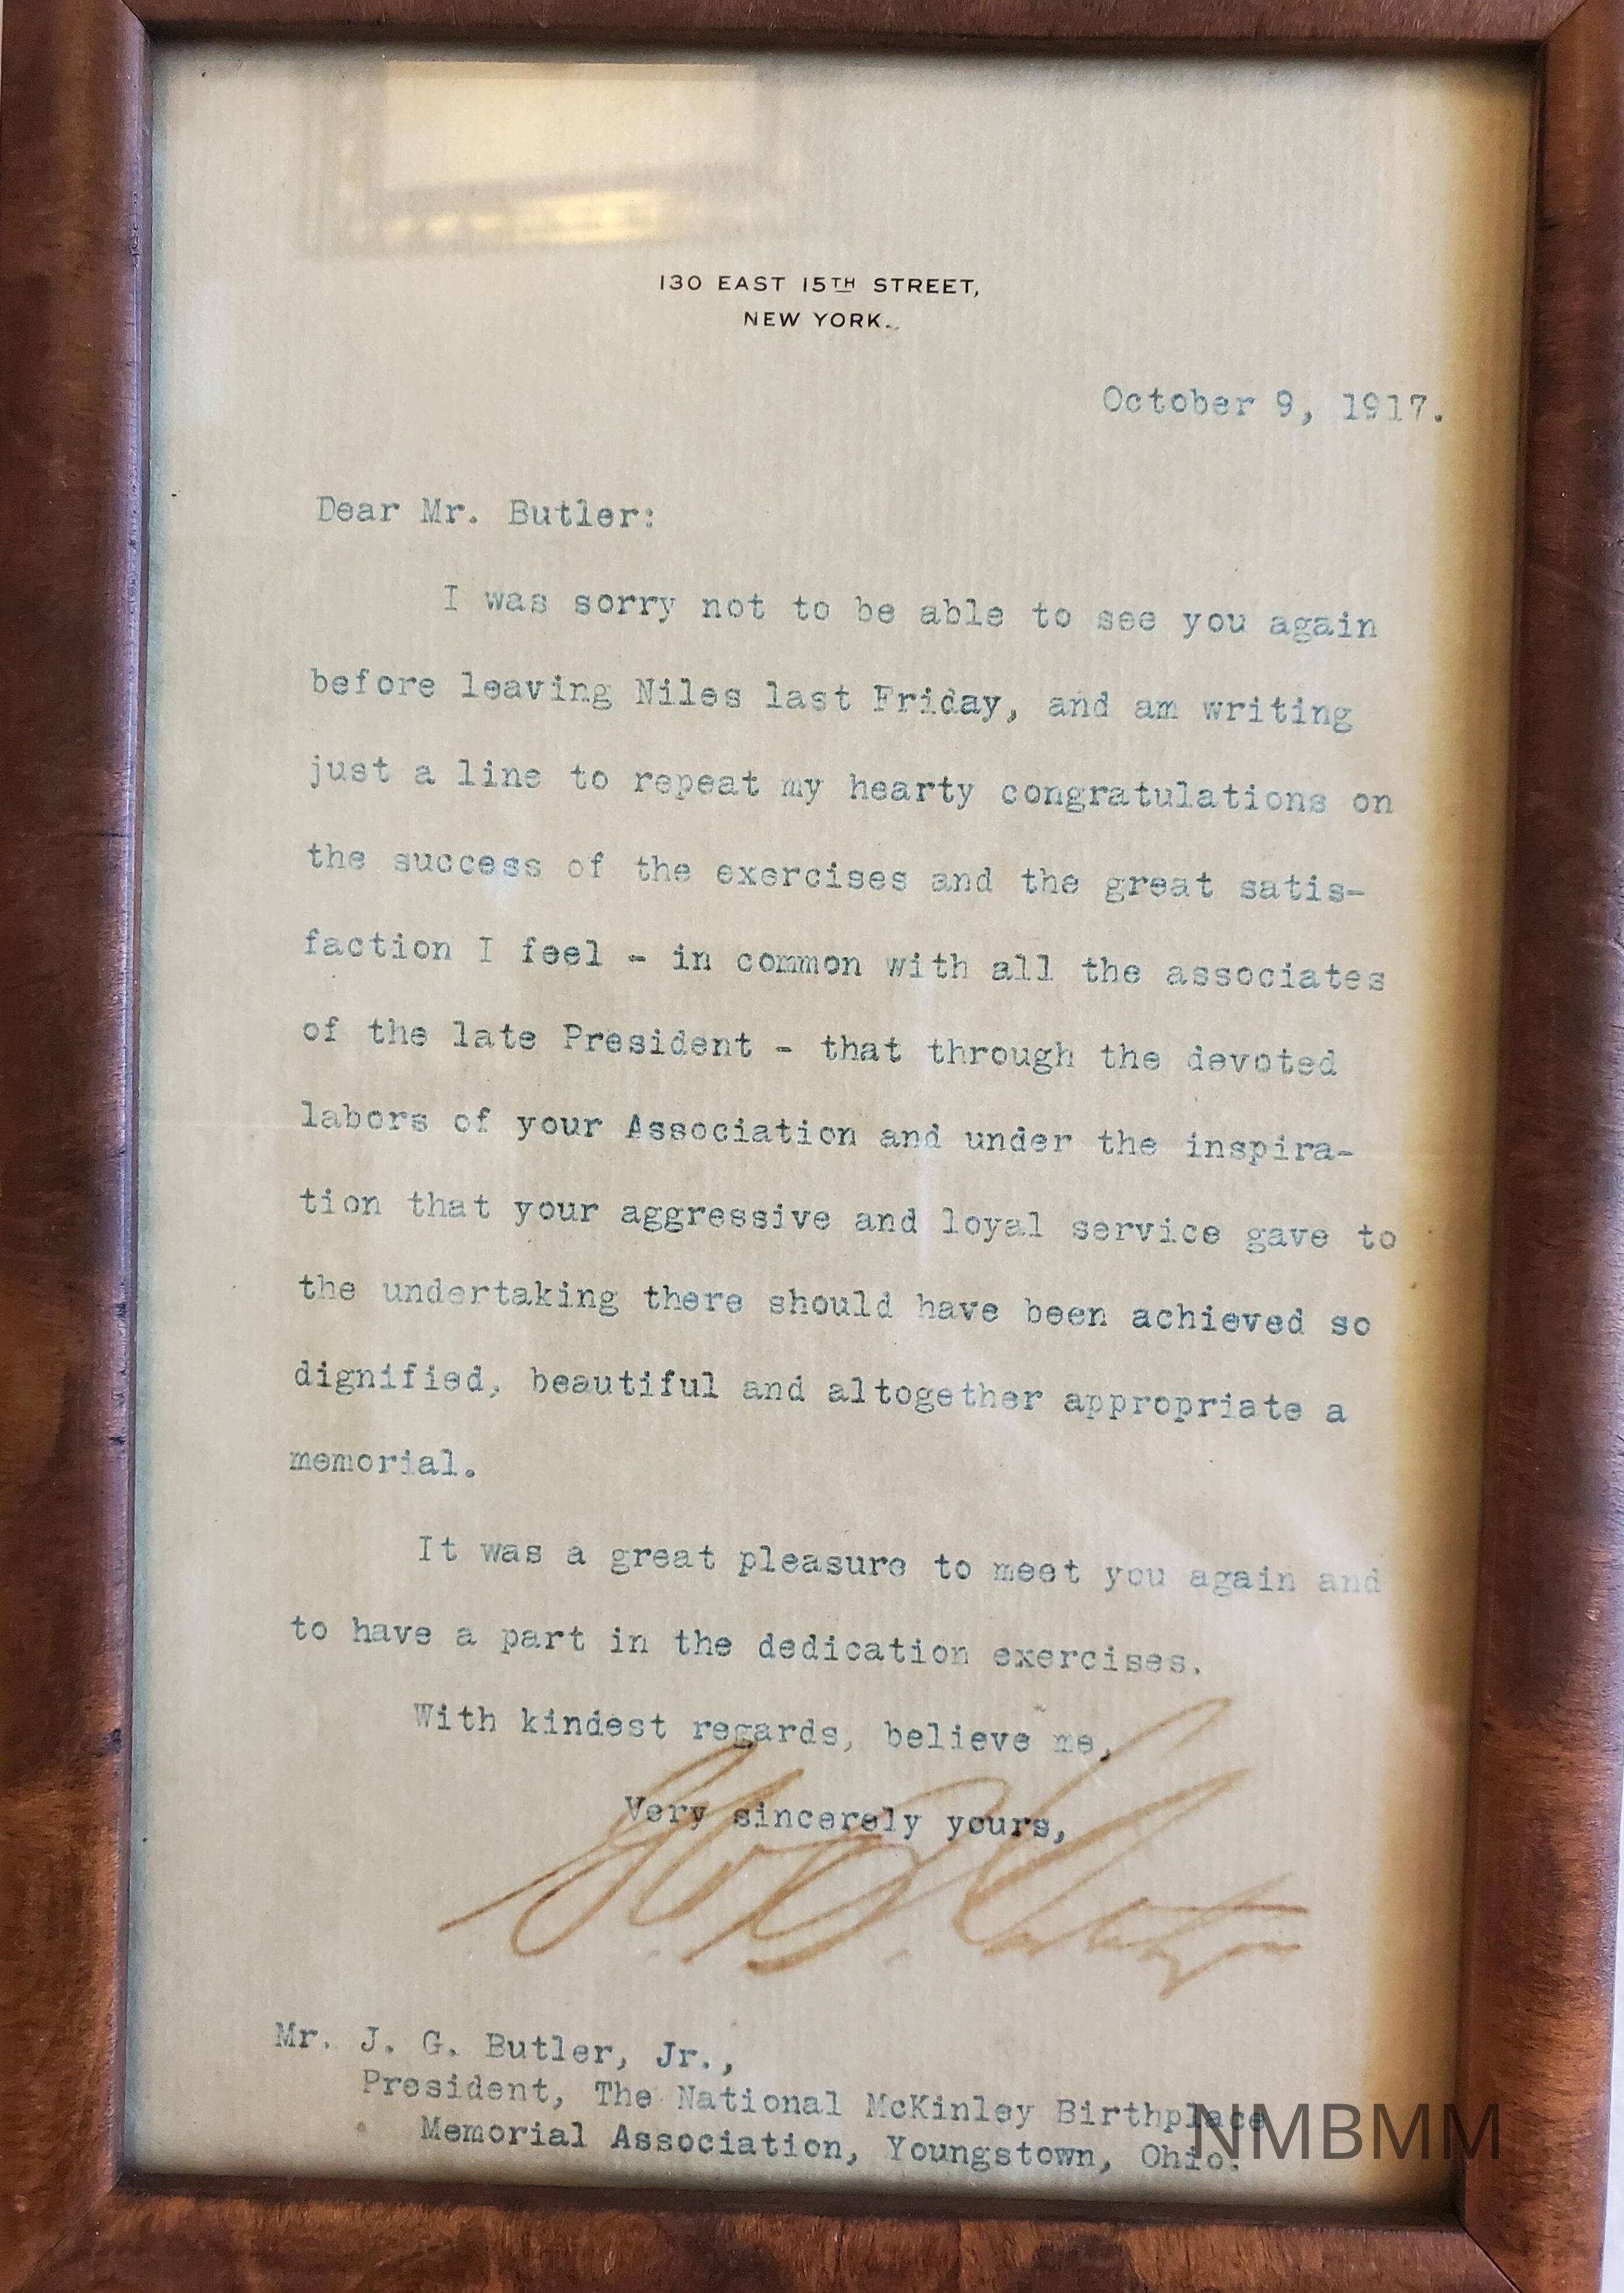 130 EAST 15TH STREET,
NEW YORK.
October 9, 1917.
Dear Mr. Butler:
I was sorry not to be able to see you again
before leaving Niles last Friday, and am writing
just a line to repeat my hearty congratulations on
the success of the exercises and the great satis-
faction I feel - in common with all the associates
of the late President - that through the devoted
labors of your Association and under the inspira-
tion that your aggressive and loyal service gave to
the undertaking there should have been achieved so
dignified, beautiful and altogether appropriate a
memorial.
It was a great pleasure to meet you again and
to have a part in the dedication exercises.
With kindest regards, believe me,
Very sincerely yours,
Mr. J. G. Butler, Jr.,
President, The National McKinley Birthplace
Memorial Association, Youngstown, Ohio.
NMBMM